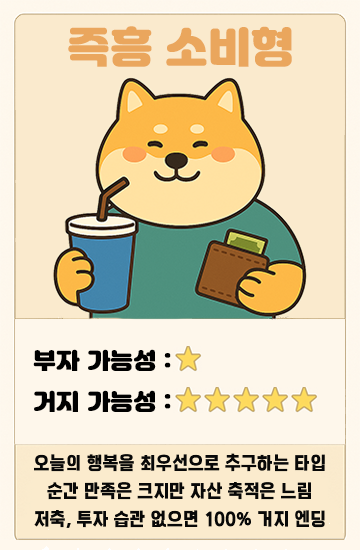 즉흥 소비형
부자 가능성 : ★
거지 가능성 : ★★★★★
오늘의 행복을 최우선으로 추구하는 타입
순간 만족은 크지만 자산 축적은 느림
저축, 투자 습관 없으면 100% 거지 엔딩